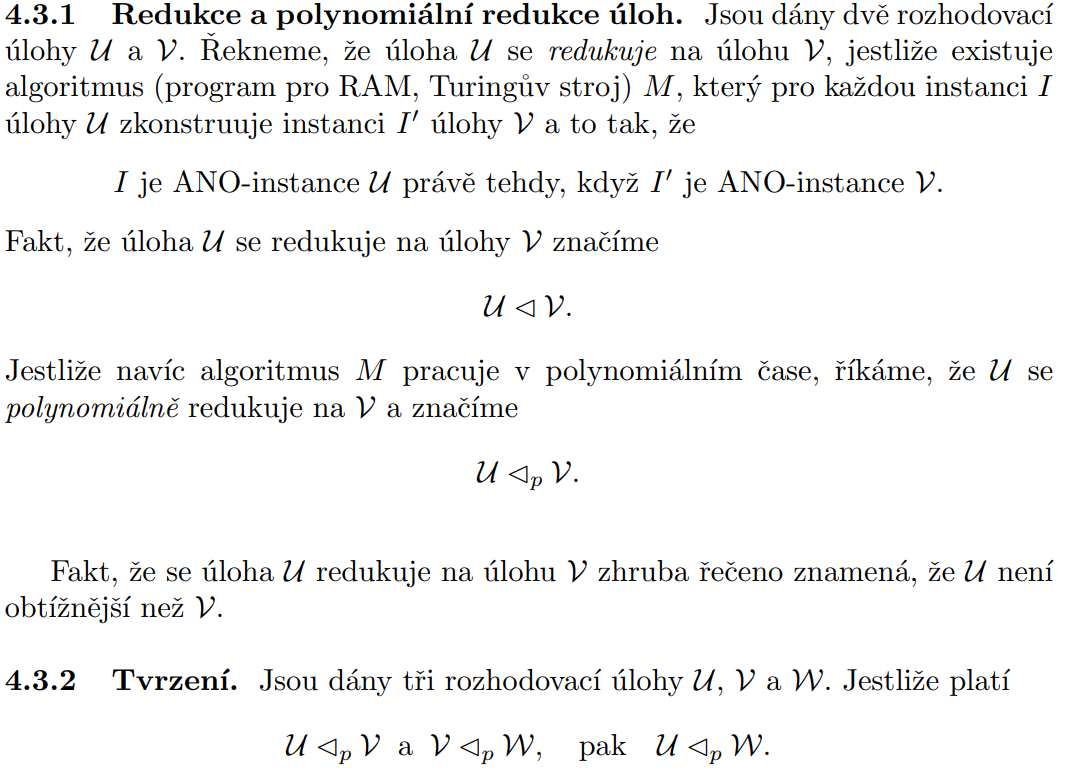 4.3.1 Redukce a polynomiální redukce úloh. Jsou dány dvě rozhodovací
úlohy 𝒰 a 𝒱. Řekneme, že úloha 𝒰 se redukuje na úlohu 𝒱, jestliže existuje
algoritmus (program pro RAM, Turingův stroj) M, který pro každou instanci I
úlohy 𝒰 zkonstruuje instanci I′ úlohy 𝒱 a to tak, že
I je ANO-instance 𝒰 právě tehdy, když I′ je ANO-instance 𝒱.
Fakt, že úloha 𝒰 se redukuje na úlohy 𝒱 značíme
𝒰 ⊲ 𝒱.
Jestliže navíc algoritmus M pracuje v polynomiálním čase, říkáme, že 𝒰 se
polynomiálně redukuje na 𝒱 a značíme
𝒰 ⊲ₚ 𝒱.
Fakt, že se úloha 𝒰 redukuje na úlohu 𝒱 zhruba řečeno znamená, že 𝒰 není
obtížnější než 𝒱.
4.3.2 Tvrzení. Jsou dány tři rozhodovací úlohy 𝒰, 𝒱 a 𝒲. Jestliže platí
𝒰 ⊲ₚ 𝒱 a 𝒱 ⊲ₚ 𝒲, pak 𝒰 ⊲ₚ 𝒲.